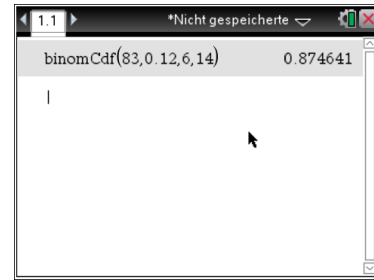 1.1 *Nicht gespeicherte
binomCdf(83,0.12,6,14) 0.874641